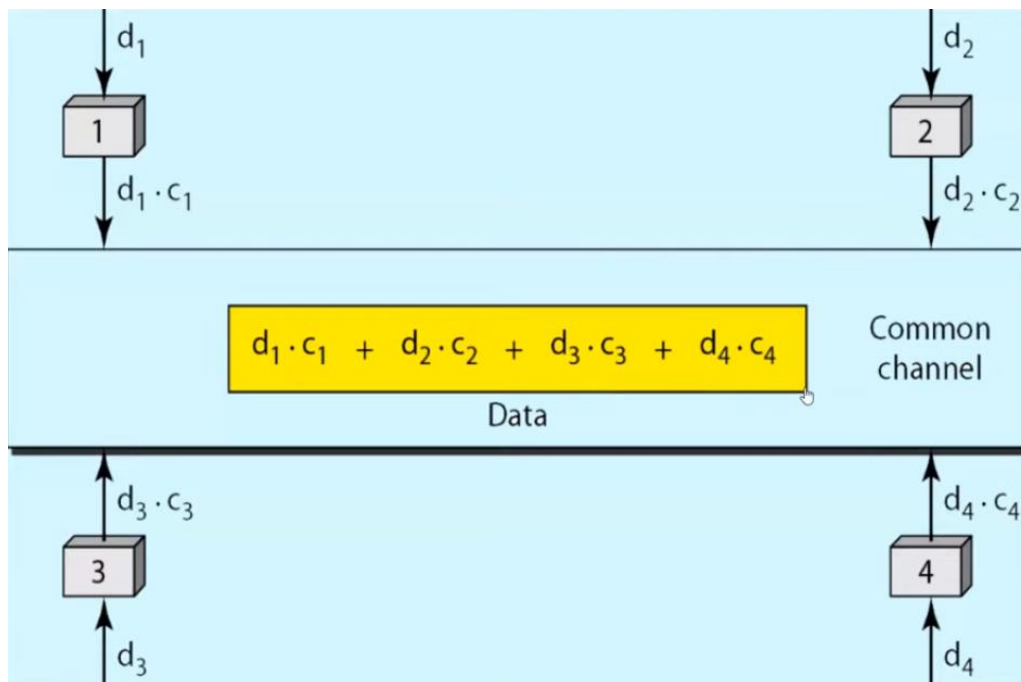 d₁ d₂
1 2
d₁ · c₁ d₂ · c₂
d₁ · c₁ + d₂ · c₂ + d₃ · c₃ + d₄ · c₄
Common
channel
Data
d₃ · c₃ d₄ · c₄
3 4
d₃ d₄